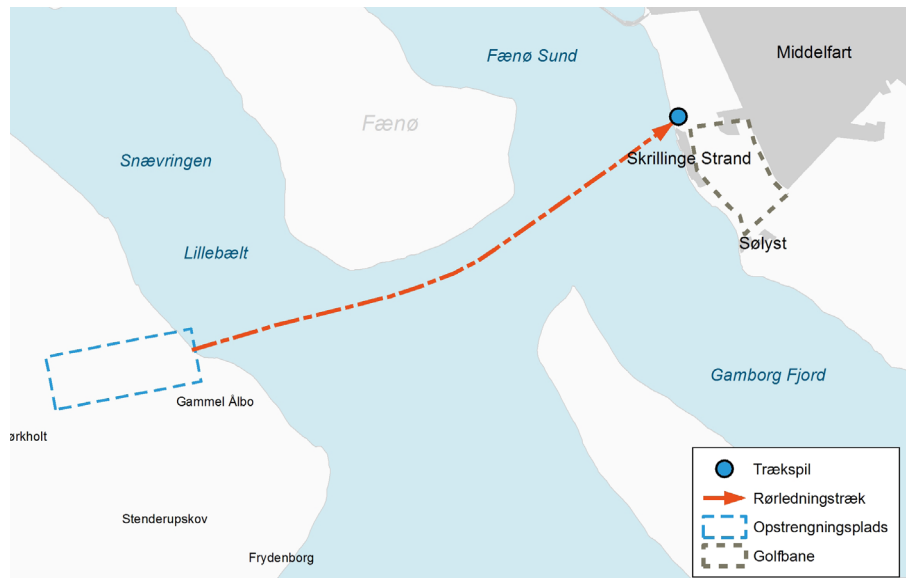 Middelfart
Fænø Sund
Fænø
Snævringen
Skrillinge Strand
Lillebælt
Sølyst
Gamborg Fjord
Gammel Ålbo
ørkholt
Stenderupskov
Frydenborg
Trækspil
Rørledningstræk
Opstrengningsplads
Golfbane